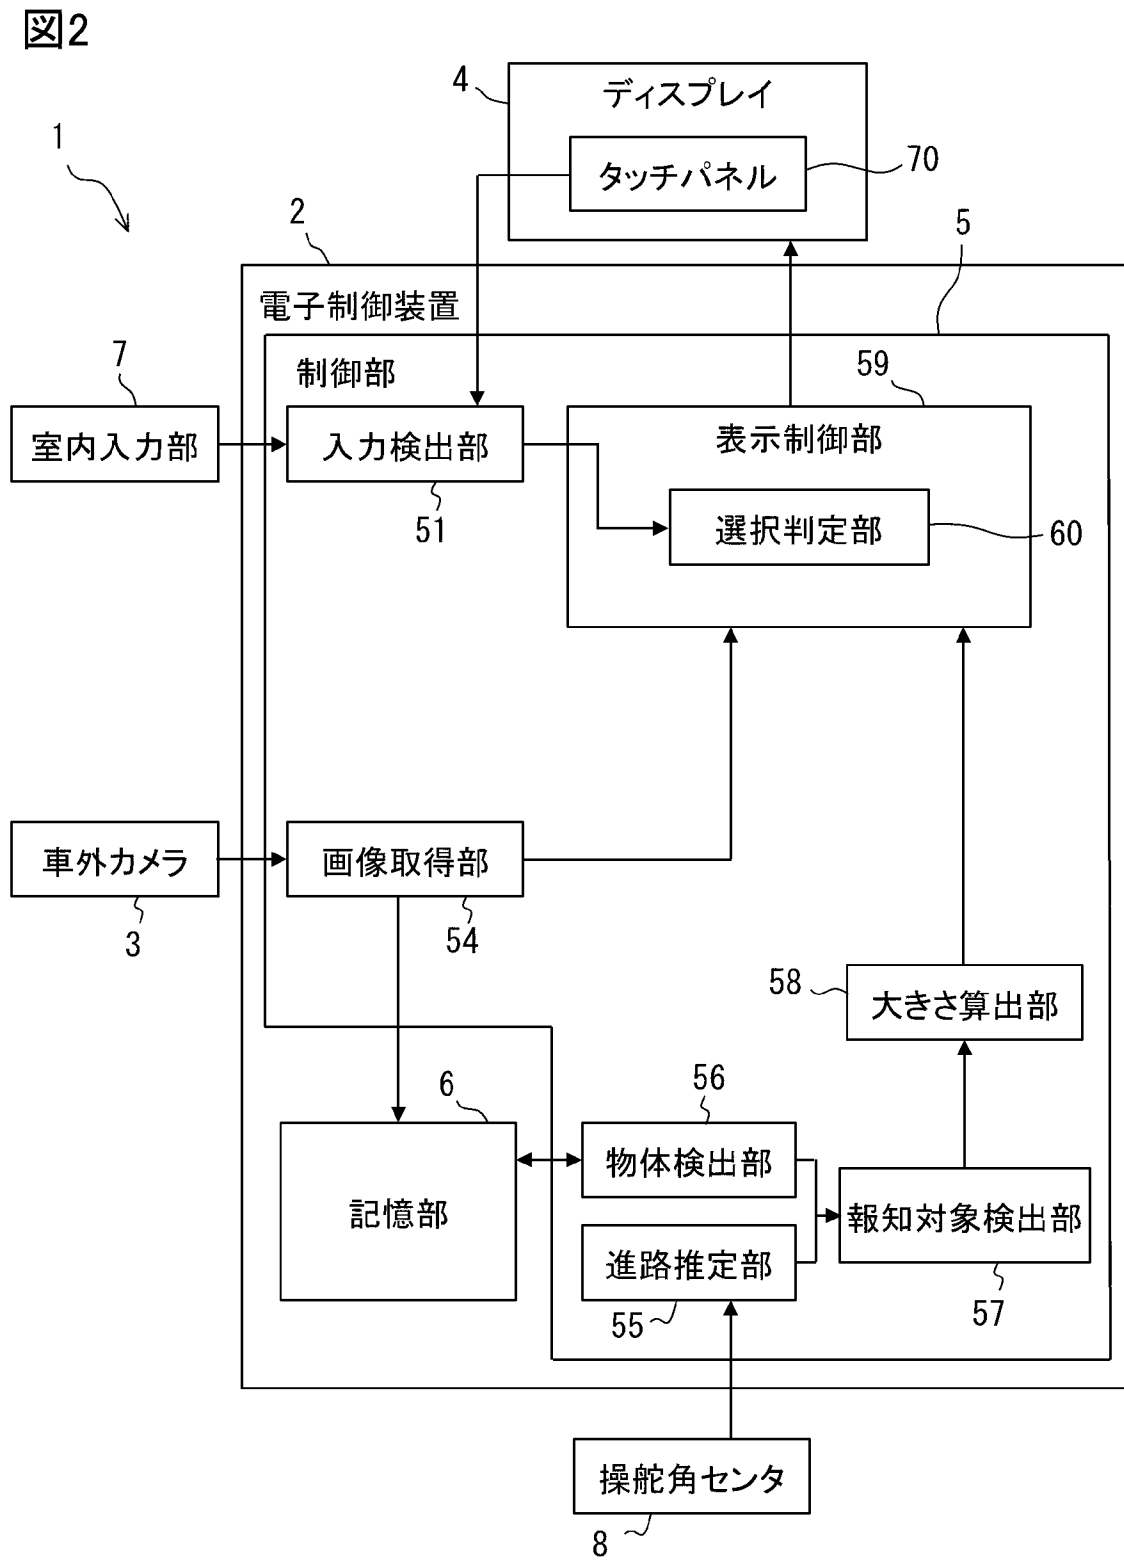 図2
4
ディスプレイ
1
タッチパネル
70
2
5
電子制御装置
7
制御部
59
室内入力部
入力検出部
表示制御部
51
選択判定部
60
車外カメラ
画像取得部
3
54
58
大きさ算出部
6
56
物体検出部
記憶部
報知対象検出部
進路推定部
55
57
操舵角センタ
8